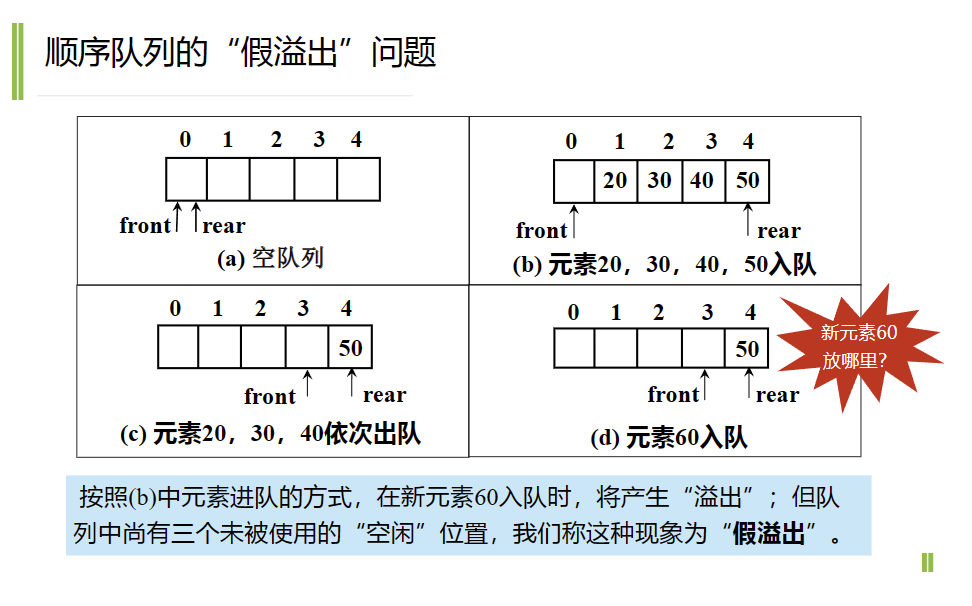 顺序队列的“假溢出”问题
0 1 2 3 4
front rear
(a) 空队列
0 1 2 3 4
20 30 40 50
front rear
(b) 元素20，30，40，50入队
0 1 2 3 4
50
front rear
(c) 元素20，30，40依次出队
0 1 2 3 4
50
front rear
(d) 元素60入队
新元素60
放哪里？
按照(b)中元素进队的方式，在新元素60入队时，将产生“溢出”；但队
列中尚有三个未被使用的“空闲”位置，我们称这种现象为“假溢出”。